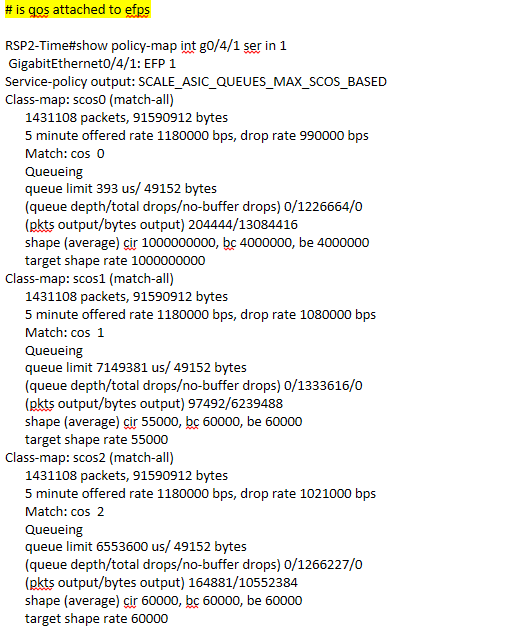 # is qos attached to efps
RSP2-Time#show policy-map int g0/4/1 ser in 1
GigabitEthernet0/4/1: EFP 1
Service-policy output: SCALE_ASIC_QUEUES_MAX_SCOS_BASED
Class-map: scos0 (match-all)
1431108 packets, 91590912 bytes
5 minute offered rate 1180000 bps, drop rate 990000 bps
Match: cos  0
Queueing
queue limit 393 us/ 49152 bytes
(queue depth/total drops/no-buffer drops) 0/1226664/0
(pkts output/bytes output) 204444/13084416
shape (average) cir 1000000000, bc 4000000, be 4000000
target shape rate 1000000000
Class-map: scos1 (match-all)
1431108 packets, 91590912 bytes
5 minute offered rate 1180000 bps, drop rate 1080000 bps
Match: cos  1
Queueing
queue limit 7149381 us/ 49152 bytes
(queue depth/total drops/no-buffer drops) 0/1333616/0
(pkts output/bytes output) 97492/6239488
shape (average) cir 55000, bc 60000, be 60000
target shape rate 55000
Class-map: scos2 (match-all)
1431108 packets, 91590912 bytes
5 minute offered rate 1180000 bps, drop rate 1021000 bps
Match: cos  2
Queueing
queue limit 6553600 us/ 49152 bytes
(queue depth/total drops/no-buffer drops) 0/1266227/0
(pkts output/bytes output) 164881/10552384
shape (average) cir 60000, bc 60000, be 60000
target shape rate 60000